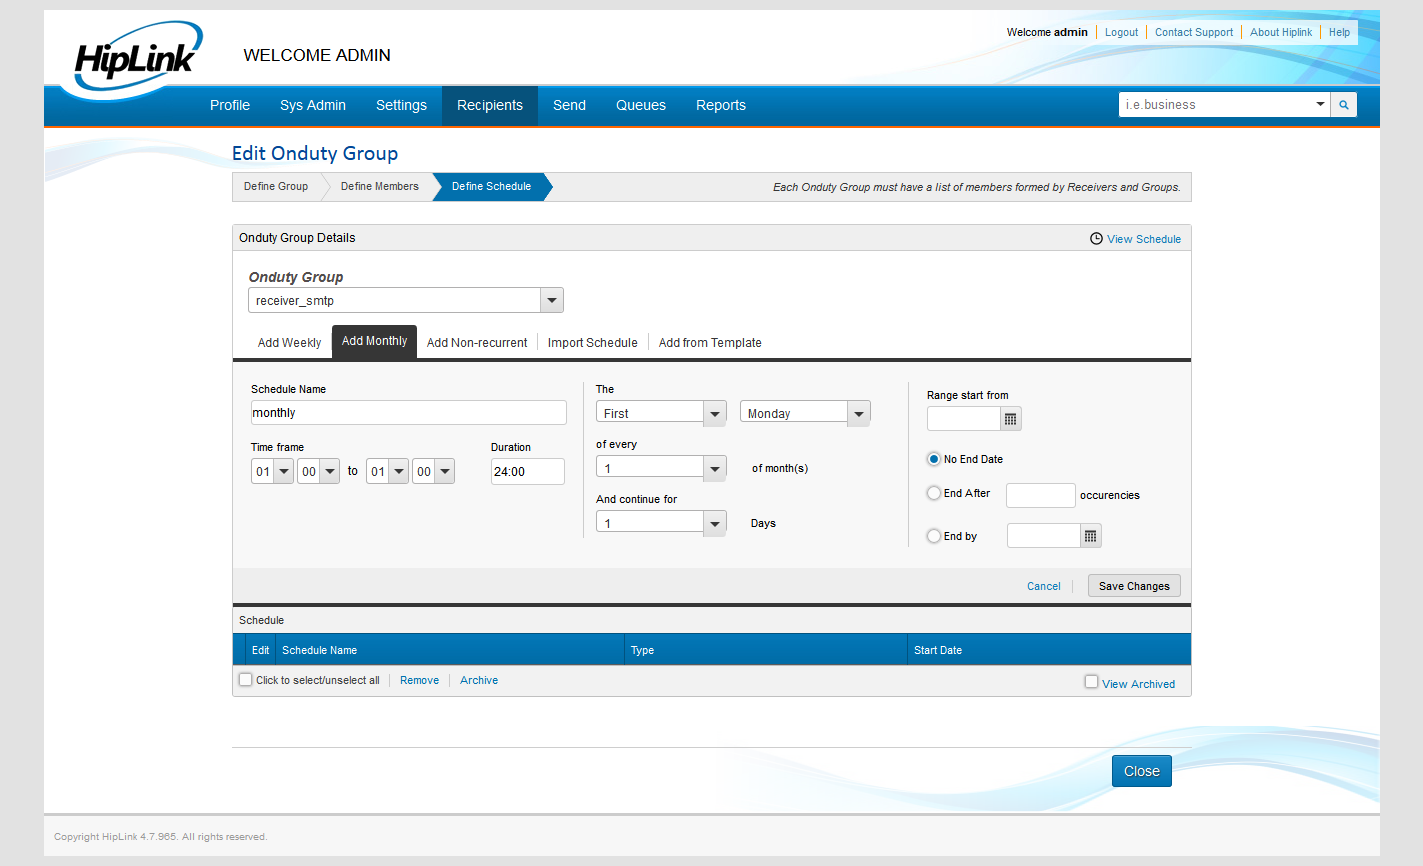 HipLink
WELCOME ADMIN
Welcome admin Logout Contact Support About Hiplink Help
Profile Sys Admin Settings Recipients Send Queues Reports i.e.business
Edit Onduty Group
Define Group Define Members Define Schedule Each Onduty Group must have a list of members formed by Receivers and Groups.
Onduty Group Details View Schedule
Onduty Group
receiver_smtp
Add Weekly Add Monthly Add Non-recurrent Import Schedule Add from Template
Schedule Name
monthly
Time frame Duration
01 00 to 01 00 24:00
The
First Monday
of every
1 of month(s)
And continue for
1 Days
Range start from
No End Date
End After occurencies
End by
Cancel Save Changes
Schedule
Edit Schedule Name Type Start Date
Click to select/unselect all Remove Archive View Archived
Close
Copyright HipLink 4.7.965. All rights reserved.